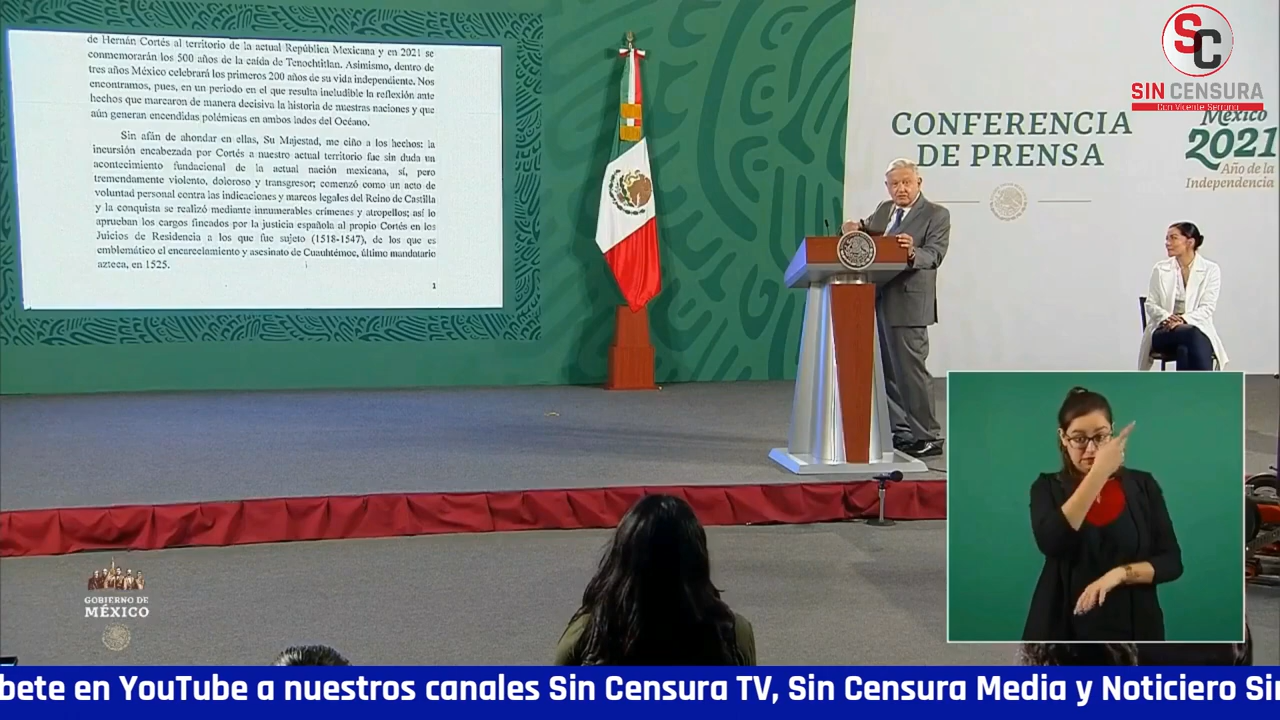 de Hernán Cortés al territorio de la actual República Mexicana y en 2021 se
conmemorarán los 500 años de la caída de Tenochtitlan. Asimismo, dentro de
tres años México celebrará los primeros 200 años de su vida independiente. Nos
encontramos, pues, en un periodo en el que resulta ineludible la reflexión ante
hechos que marcaron de manera decisiva la historia de nuestras naciones y que
aún generan encendidas polémicas en ambos lados del Océano.
Sin afán de ahondar en ellas, Su Majestad, me ciño a los hechos: la
incursión encabezada por Cortés a nuestro actual territorio fue sin duda un
acontecimiento fundacional de la actual nación mexicana, sí, pero
tremendamente violento, doloroso y transgresor; comenzó como un acto de
voluntad personal contra las indicaciones y marcos legales del Reino de Castilla
y la conquista se realizó mediante innumerables crímenes y atropellos; así lo
aprueban los cargos fincados por la justicia española al propio Cortés en los
Juicios de Residencia a los que fue sujeto (1518-1547), de los que es
emblemático el encarcelamiento y asesinato de Cuauhtémoc, último mandatario
azteca, en 1525.
1
CONFERENCIA
DE PRENSA
SC
SIN CENSURA
Con Vicente Serrano
México
2021
Año de la
Independencia
GOBIERNO DE
MÉXICO
bete en YouTube a nuestros canales Sin Censura TV, Sin Censura Media y Noticiero Sin